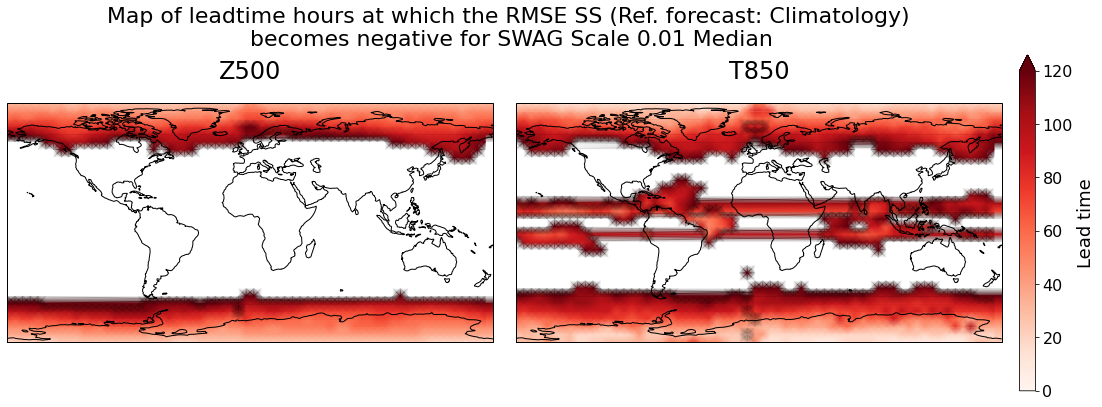 Map of leadtime hours at which the RMSE SS (Ref. forecast: Climatology)
becomes negative for SWAG Scale 0.01 Median
Z500
T850
120
100
80
60
40
20
0
Lead time